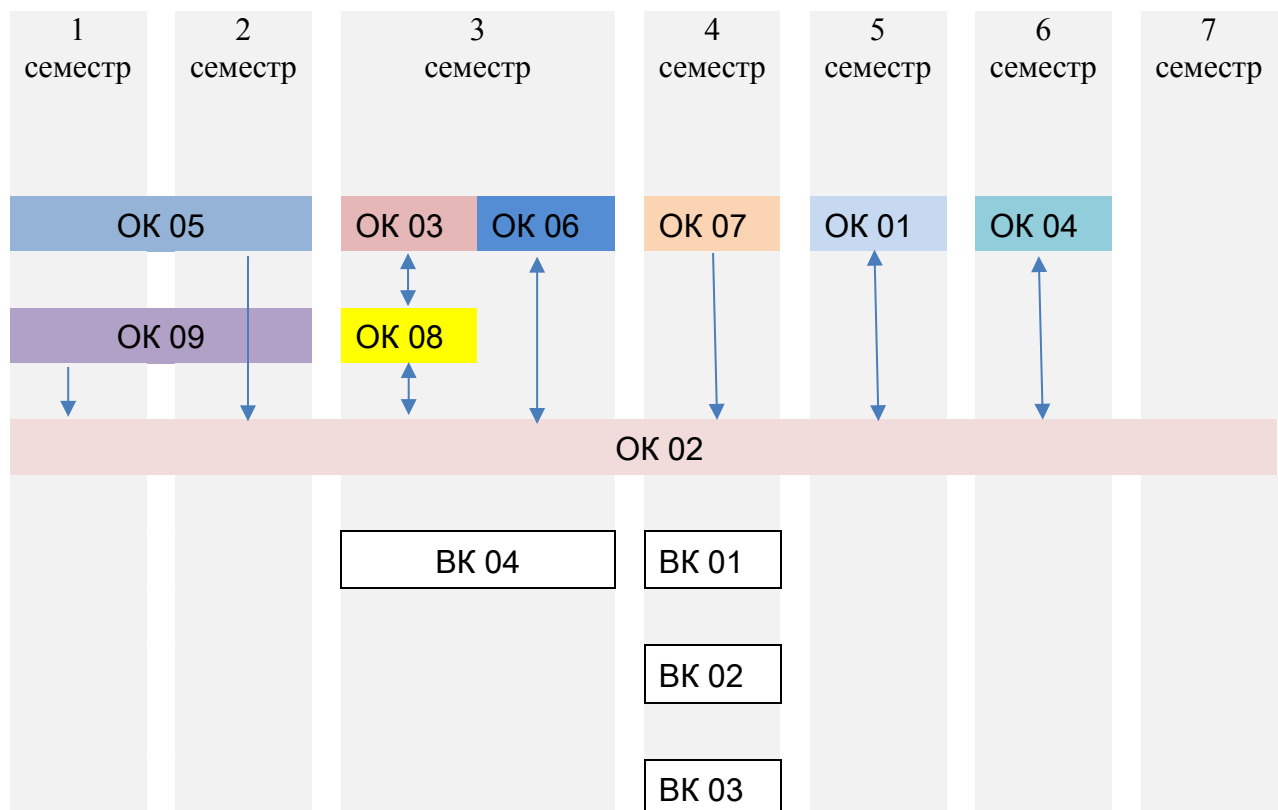 1 семестр
2 семестр
3 семестр
4 семестр
5 семестр
6 семестр
7 семестр
ОК 05
ОК 03
ОК 06
ОК 07
ОК 01
ОК 04
ОК 09
ОК 08
ОК 02
ВК 04
ВК 01
ВК 02
ВК 03